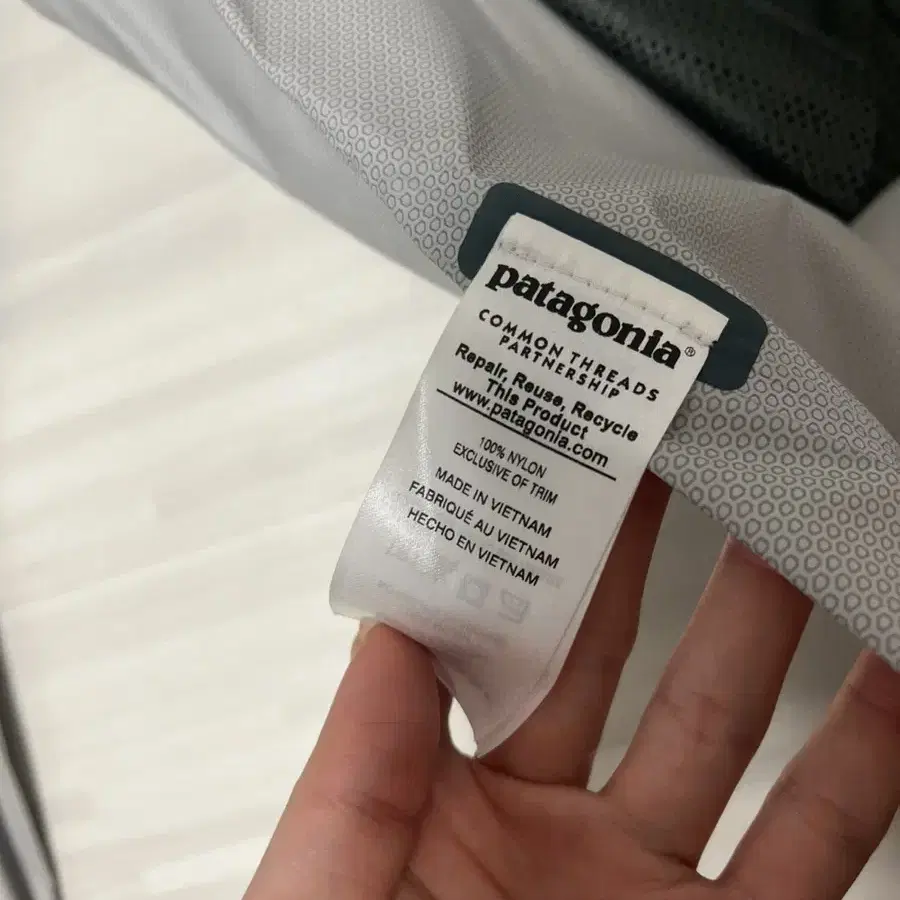 patagonia®
COMMON THREADS
PARTNERSHIP
Repair, Reuse, Recycle
This Product
www.patagonia.com
100% NYLON
EXCLUSIVE OF TRIM
MADE IN VIETNAM
FABRIQUÉ AU VIETNAM
HECHO EN VIETNAM